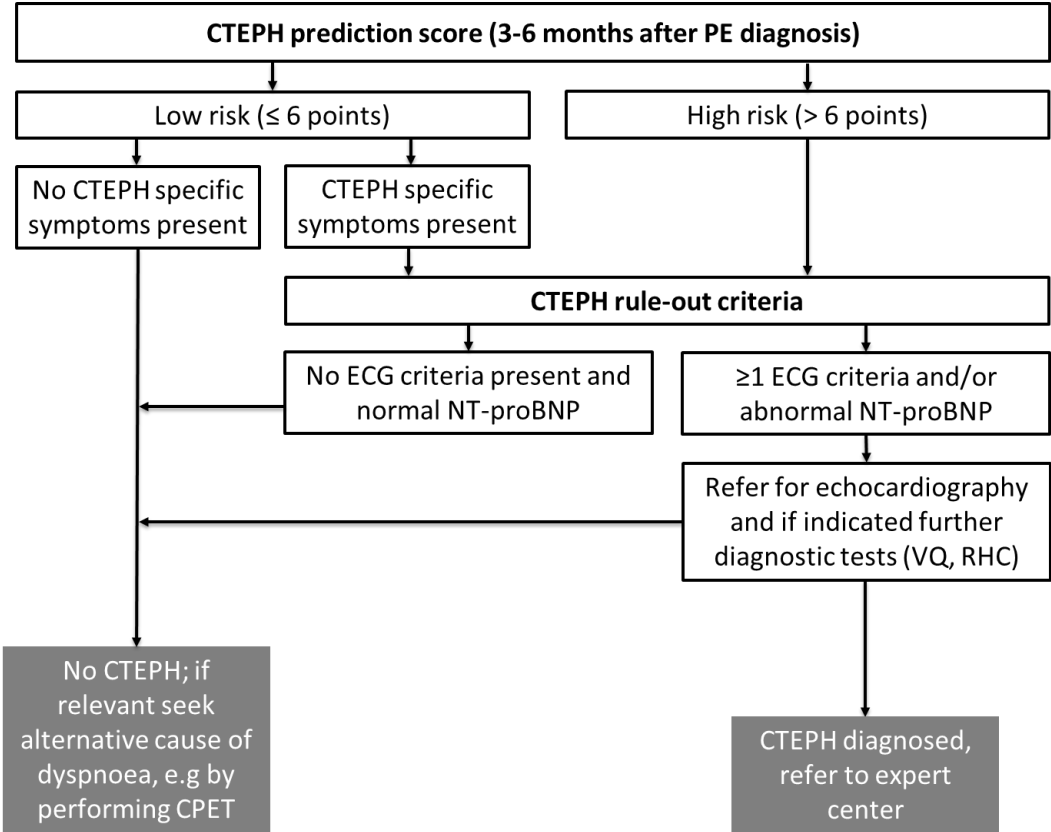 CTEPH prediction score (3-6 months after PE diagnosis)
Low risk (≤ 6 points)
High risk (> 6 points)
No CTEPH specific
symptoms present
CTEPH specific
symptoms present
CTEPH rule-out criteria
No ECG criteria present and
normal NT-proBNP
≥1 ECG criteria and/or
abnormal NT-proBNP
Refer for echocardiography
and if indicated further
diagnostic tests (VQ, RHC)
No CTEPH; if
relevant seek
alternative cause of
dyspnoea, e.g by
performing CPET
CTEPH diagnosed,
refer to expert
center